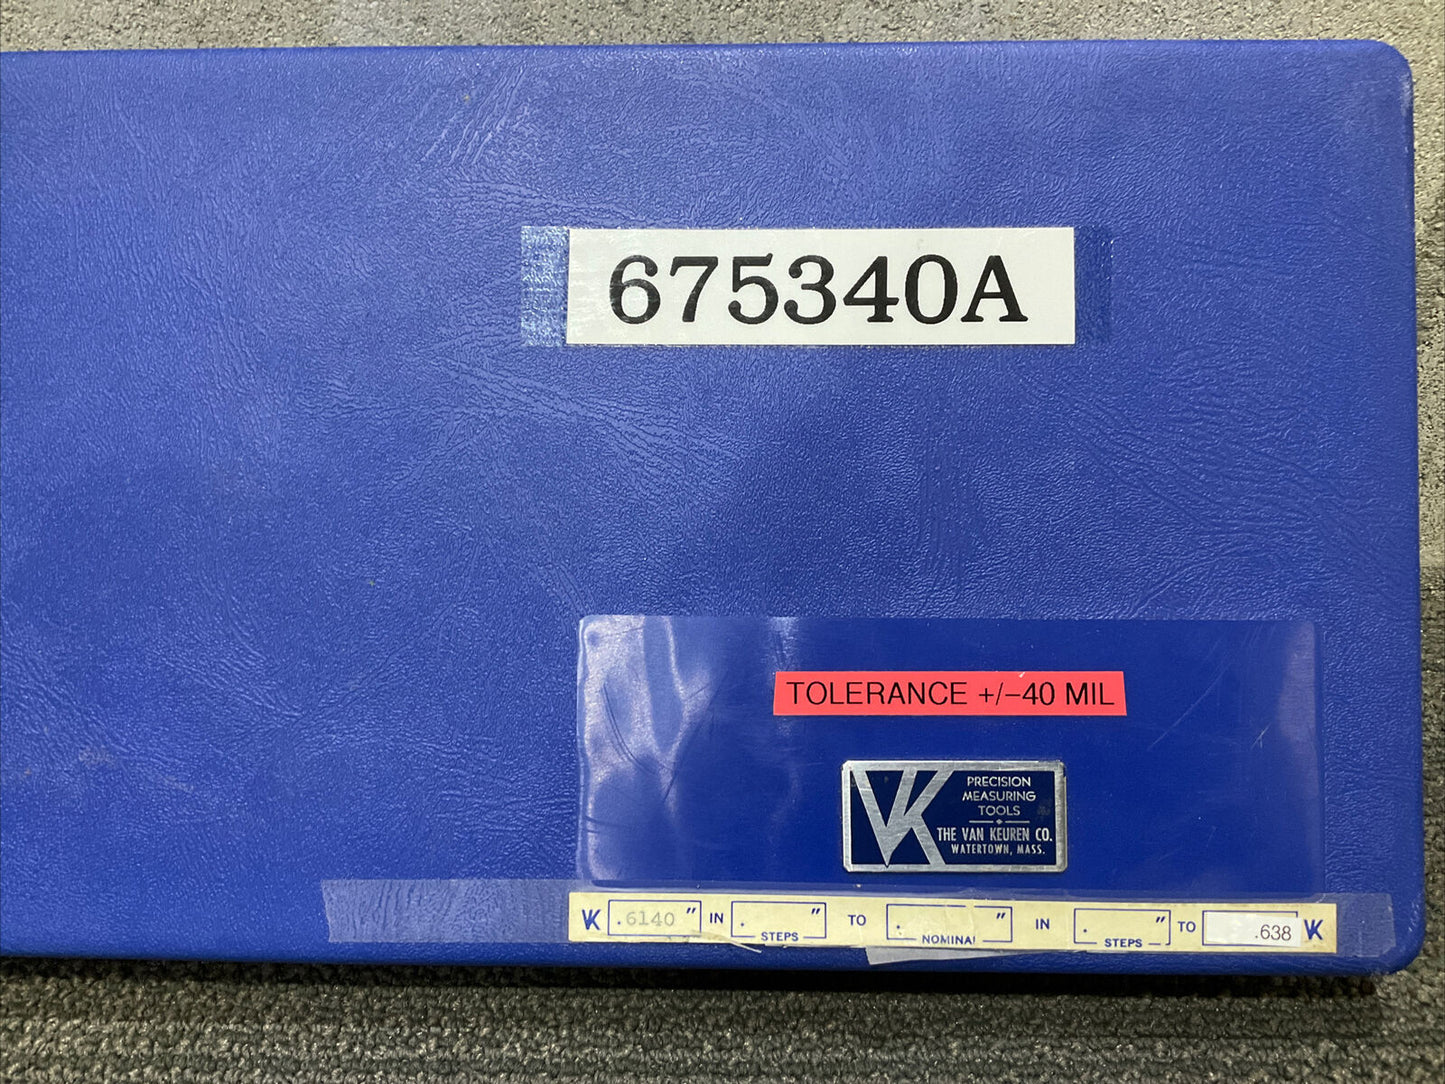 675340A
TOLERANCE +/-40 MIL
VK
PRECISION
MEASURING
TOOLS
THE VAN KEUREN CO.
WATERTOWN, MASS.
VK .6140 " IN . " STEPS TO . " NOMINAL IN . " STEPS TO .638 VK